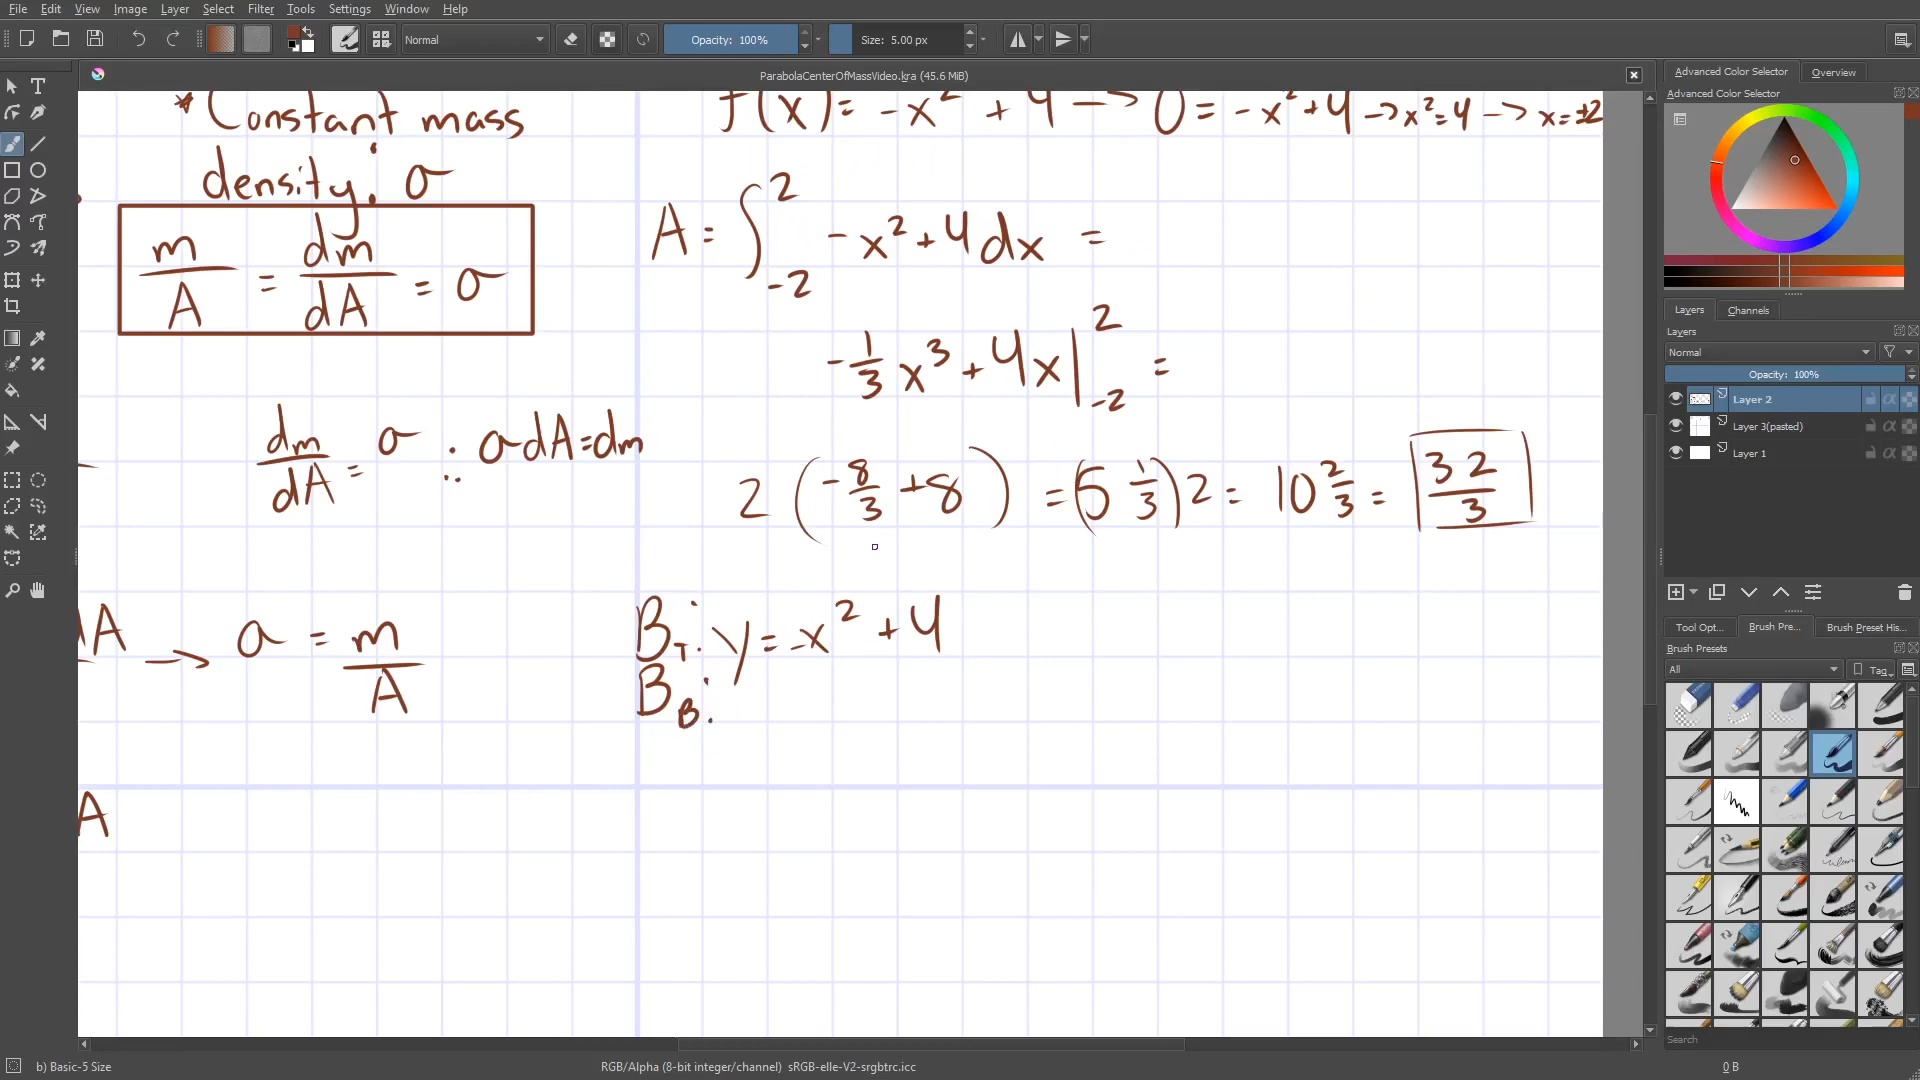 File Edit View Image Layer Select Filter Tools Settings Window Help
Normal
Opacity: 100%
Size: 5.00 px
ParabolaCenterOfMassVideo.kra (45.6 MiB)
* Constant mass
density: σ
m/A = dm/dA = σ
dm/dA = σ ∴ σdA=dm
A → σ = m/A
A
f(x) = -x² + 4 → 0 = -x² + 4 → x² = 4 → x = ±2
A = ∫₋₂² -x² + 4 dx =
-1/3 x³ + 4x |₋₂² =
2 (-8/3 + 8) = (5 1/3) 2 = 10 2/3 = 32/3
B_T: y = -x² + 4
B_B:
Advanced Color Selector
Overview
Advanced Color Selector
Layers
Channels
Layers
Normal
Opacity: 100%
Layer 2
Layer 3(pasted)
Layer 1
Tool Opt...
Brush Pre...
Brush Preset His...
Brush Presets
All
Tag
Search
b) Basic-5 Size
RGB/Alpha (8-bit integer/channel) sRGB-elle-V2-srgbtrc.icc
0 B